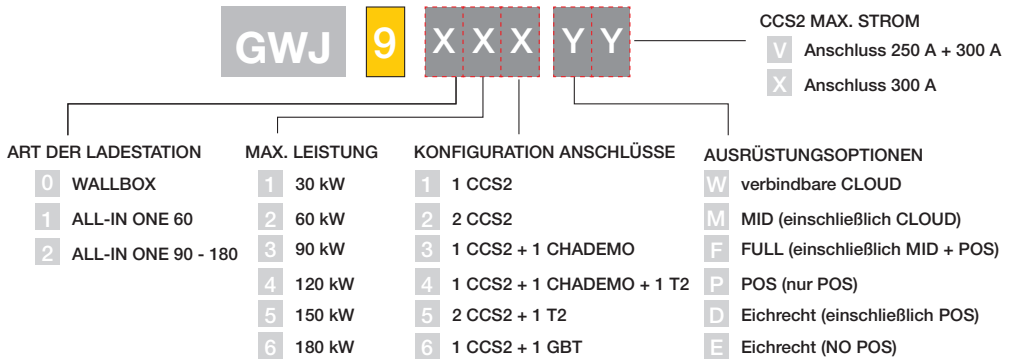 GWJ 9 X X X Y Y
CCS2 MAX. STROM
V Anschluss 250 A + 300 A
X Anschluss 300 A
ART DER LADESTATION
0 WALLBOX
1 ALL-IN ONE 60
2 ALL-IN ONE 90 - 180
MAX. LEISTUNG
1 30 kW
2 60 kW
3 90 kW
4 120 kW
5 150 kW
6 180 kW
KONFIGURATION ANSCHLÜSSE
1 1 CCS2
2 2 CCS2
3 1 CCS2 + 1 CHADEMO
4 1 CCS2 + 1 CHADEMO + 1 T2
5 2 CCS2 + 1 T2
6 1 CCS2 + 1 GBT
AUSRÜSTUNGSOPTIONEN
W verbindbare CLOUD
M MID (einschließlich CLOUD)
F FULL (einschließlich MID + POS)
P POS (nur POS)
D Eichrecht (einschließlich POS)
E Eichrecht (NO POS)